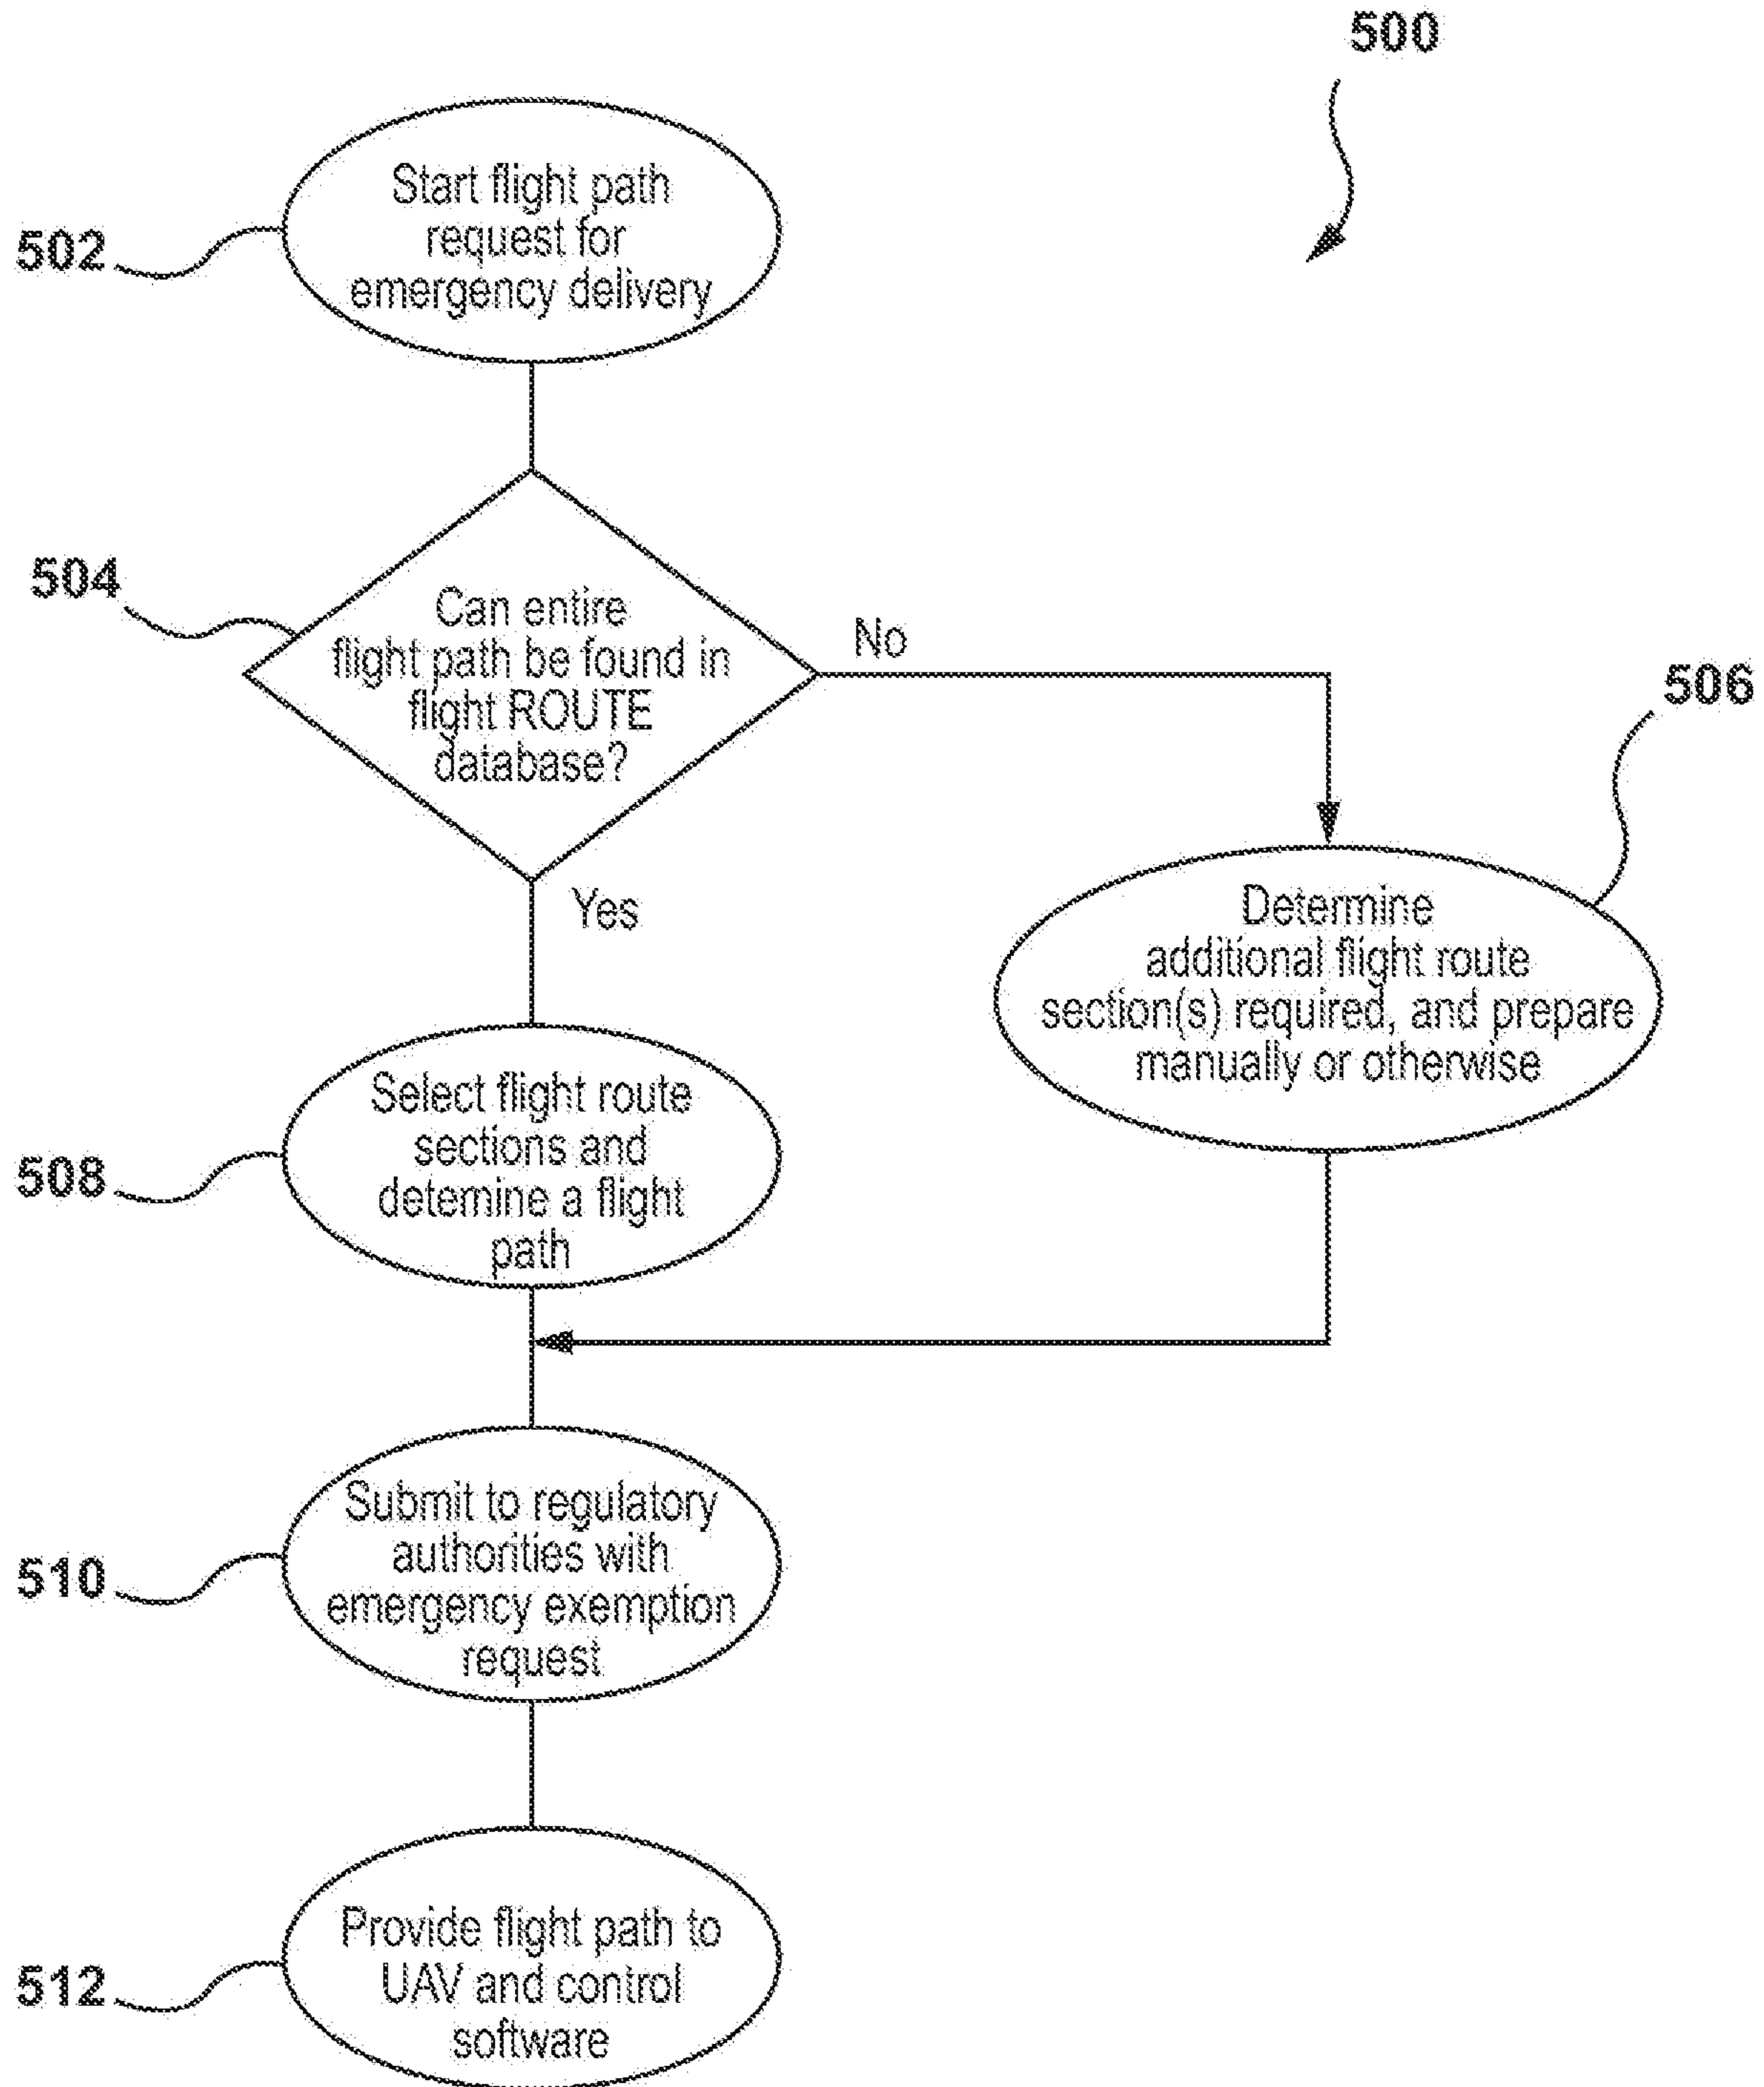 500
502
Start flight path
request for
emergency delivery
504
Can entire
flight path be found in
flight ROUTE
database?
No
Yes
506
Determine
additional flight route
section(s) required, and prepare
manually or otherwise
508
Select flight route
sections and
detemine a flight
path
510
Submit to regulatory
authorities with
emergency exemption
request
512
Provide flight path to
UAV and control
software